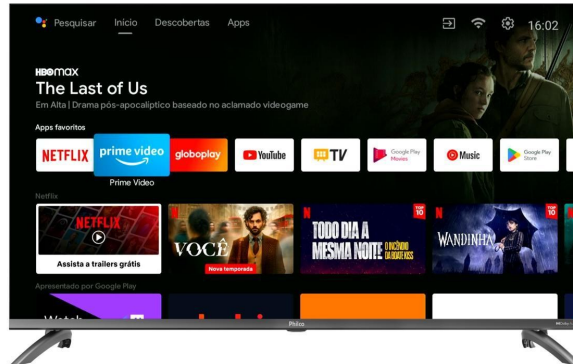 Pesquisar Início Descobertas Apps 16:02
HBOMAX
The Last of Us
Em Alta | Drama pós-apocalíptico baseado no aclamado videogame
Apps favoritos
NETFLIX prime video globoplay YouTube TV Google Play Movies Music Google Play Store
Prime Video
Netflix
NETFLIX
Assista a trailers grátis
VOCÊ
Nova temporada
TOP 10
TODO DIA A
MESMA NOITE O INCÊNDIO DA BOATE KISS
TOP 10
WANDINHA
Apresentado por Google Play
Philco